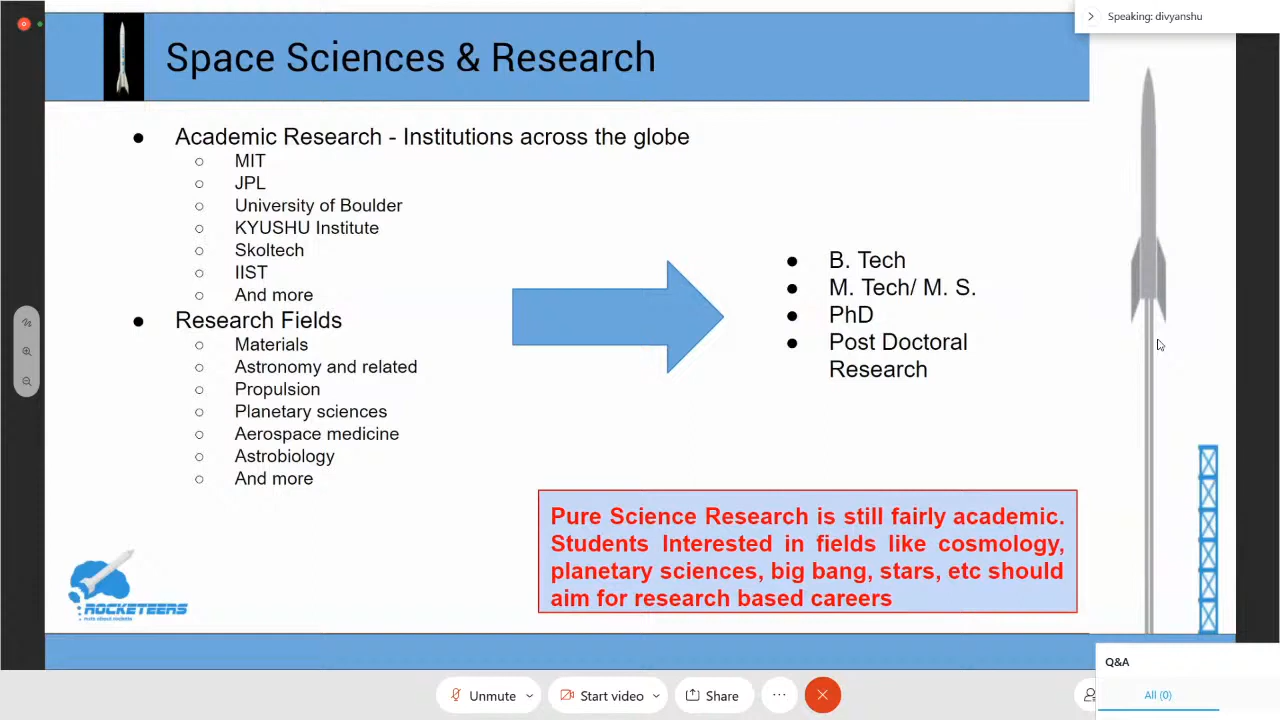 Speaking: divyanshu
Space Sciences & Research
● Academic Research - Institutions across the globe
○ MIT
○ JPL
○ University of Boulder
○ KYUSHU Institute
○ Skoltech
○ IIST
○ And more
● Research Fields
○ Materials
○ Astronomy and related
○ Propulsion
○ Planetary sciences
○ Aerospace medicine
○ Astrobiology
○ And more
● B. Tech
● M. Tech/ M. S.
● PhD
● Post Doctoral
Research
Pure Science Research is still fairly academic.
Students Interested in fields like cosmology,
planetary sciences, big bang, stars, etc should
aim for research based careers
ROCKETEERS
Q&A
All (0)
Unmute
Start video
Share